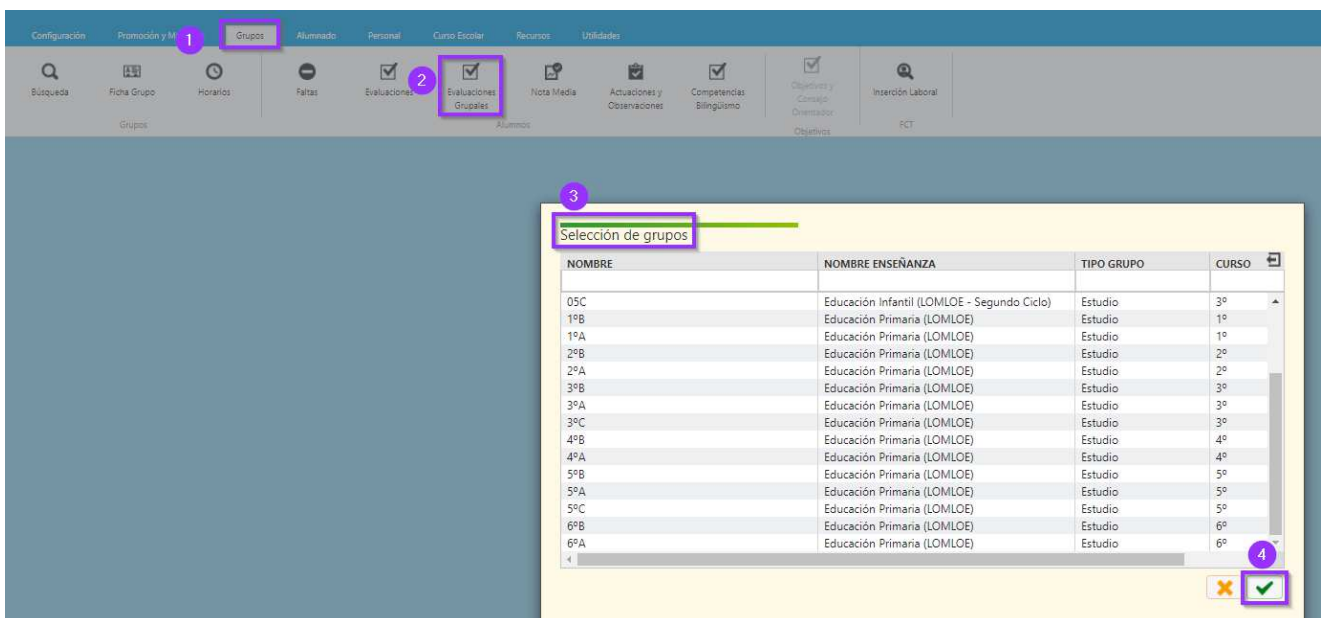 Configuración Promoción y M 1 Grupos Alumnado Personal Curso Escolar Recursos Utilidades
Búsqueda Ficha Grupo Horarios Faltas Evaluaciones 2 Evaluaciones Grupales Nota Media Actuaciones y Observaciones Competencias Bilingüismo Objetivos y Consejo Orientador Inserción Laboral
Grupos Alumnos Objetivos FCT
3
Selección de grupos
NOMBRE NOMBRE ENSEÑANZA TIPO GRUPO CURSO
05C Educación Infantil (LOMLOE - Segundo Ciclo) Estudio 3º
1ºB Educación Primaria (LOMLOE) Estudio 1º
1ºA Educación Primaria (LOMLOE) Estudio 1º
2ºB Educación Primaria (LOMLOE) Estudio 2º
2ºA Educación Primaria (LOMLOE) Estudio 2º
3ºB Educación Primaria (LOMLOE) Estudio 3º
3ºA Educación Primaria (LOMLOE) Estudio 3º
3ºC Educación Primaria (LOMLOE) Estudio 3º
4ºB Educación Primaria (LOMLOE) Estudio 4º
4ºA Educación Primaria (LOMLOE) Estudio 4º
5ºB Educación Primaria (LOMLOE) Estudio 5º
5ºA Educación Primaria (LOMLOE) Estudio 5º
5ºC Educación Primaria (LOMLOE) Estudio 5º
6ºB Educación Primaria (LOMLOE) Estudio 6º
6ºA Educación Primaria (LOMLOE) Estudio 6º
4